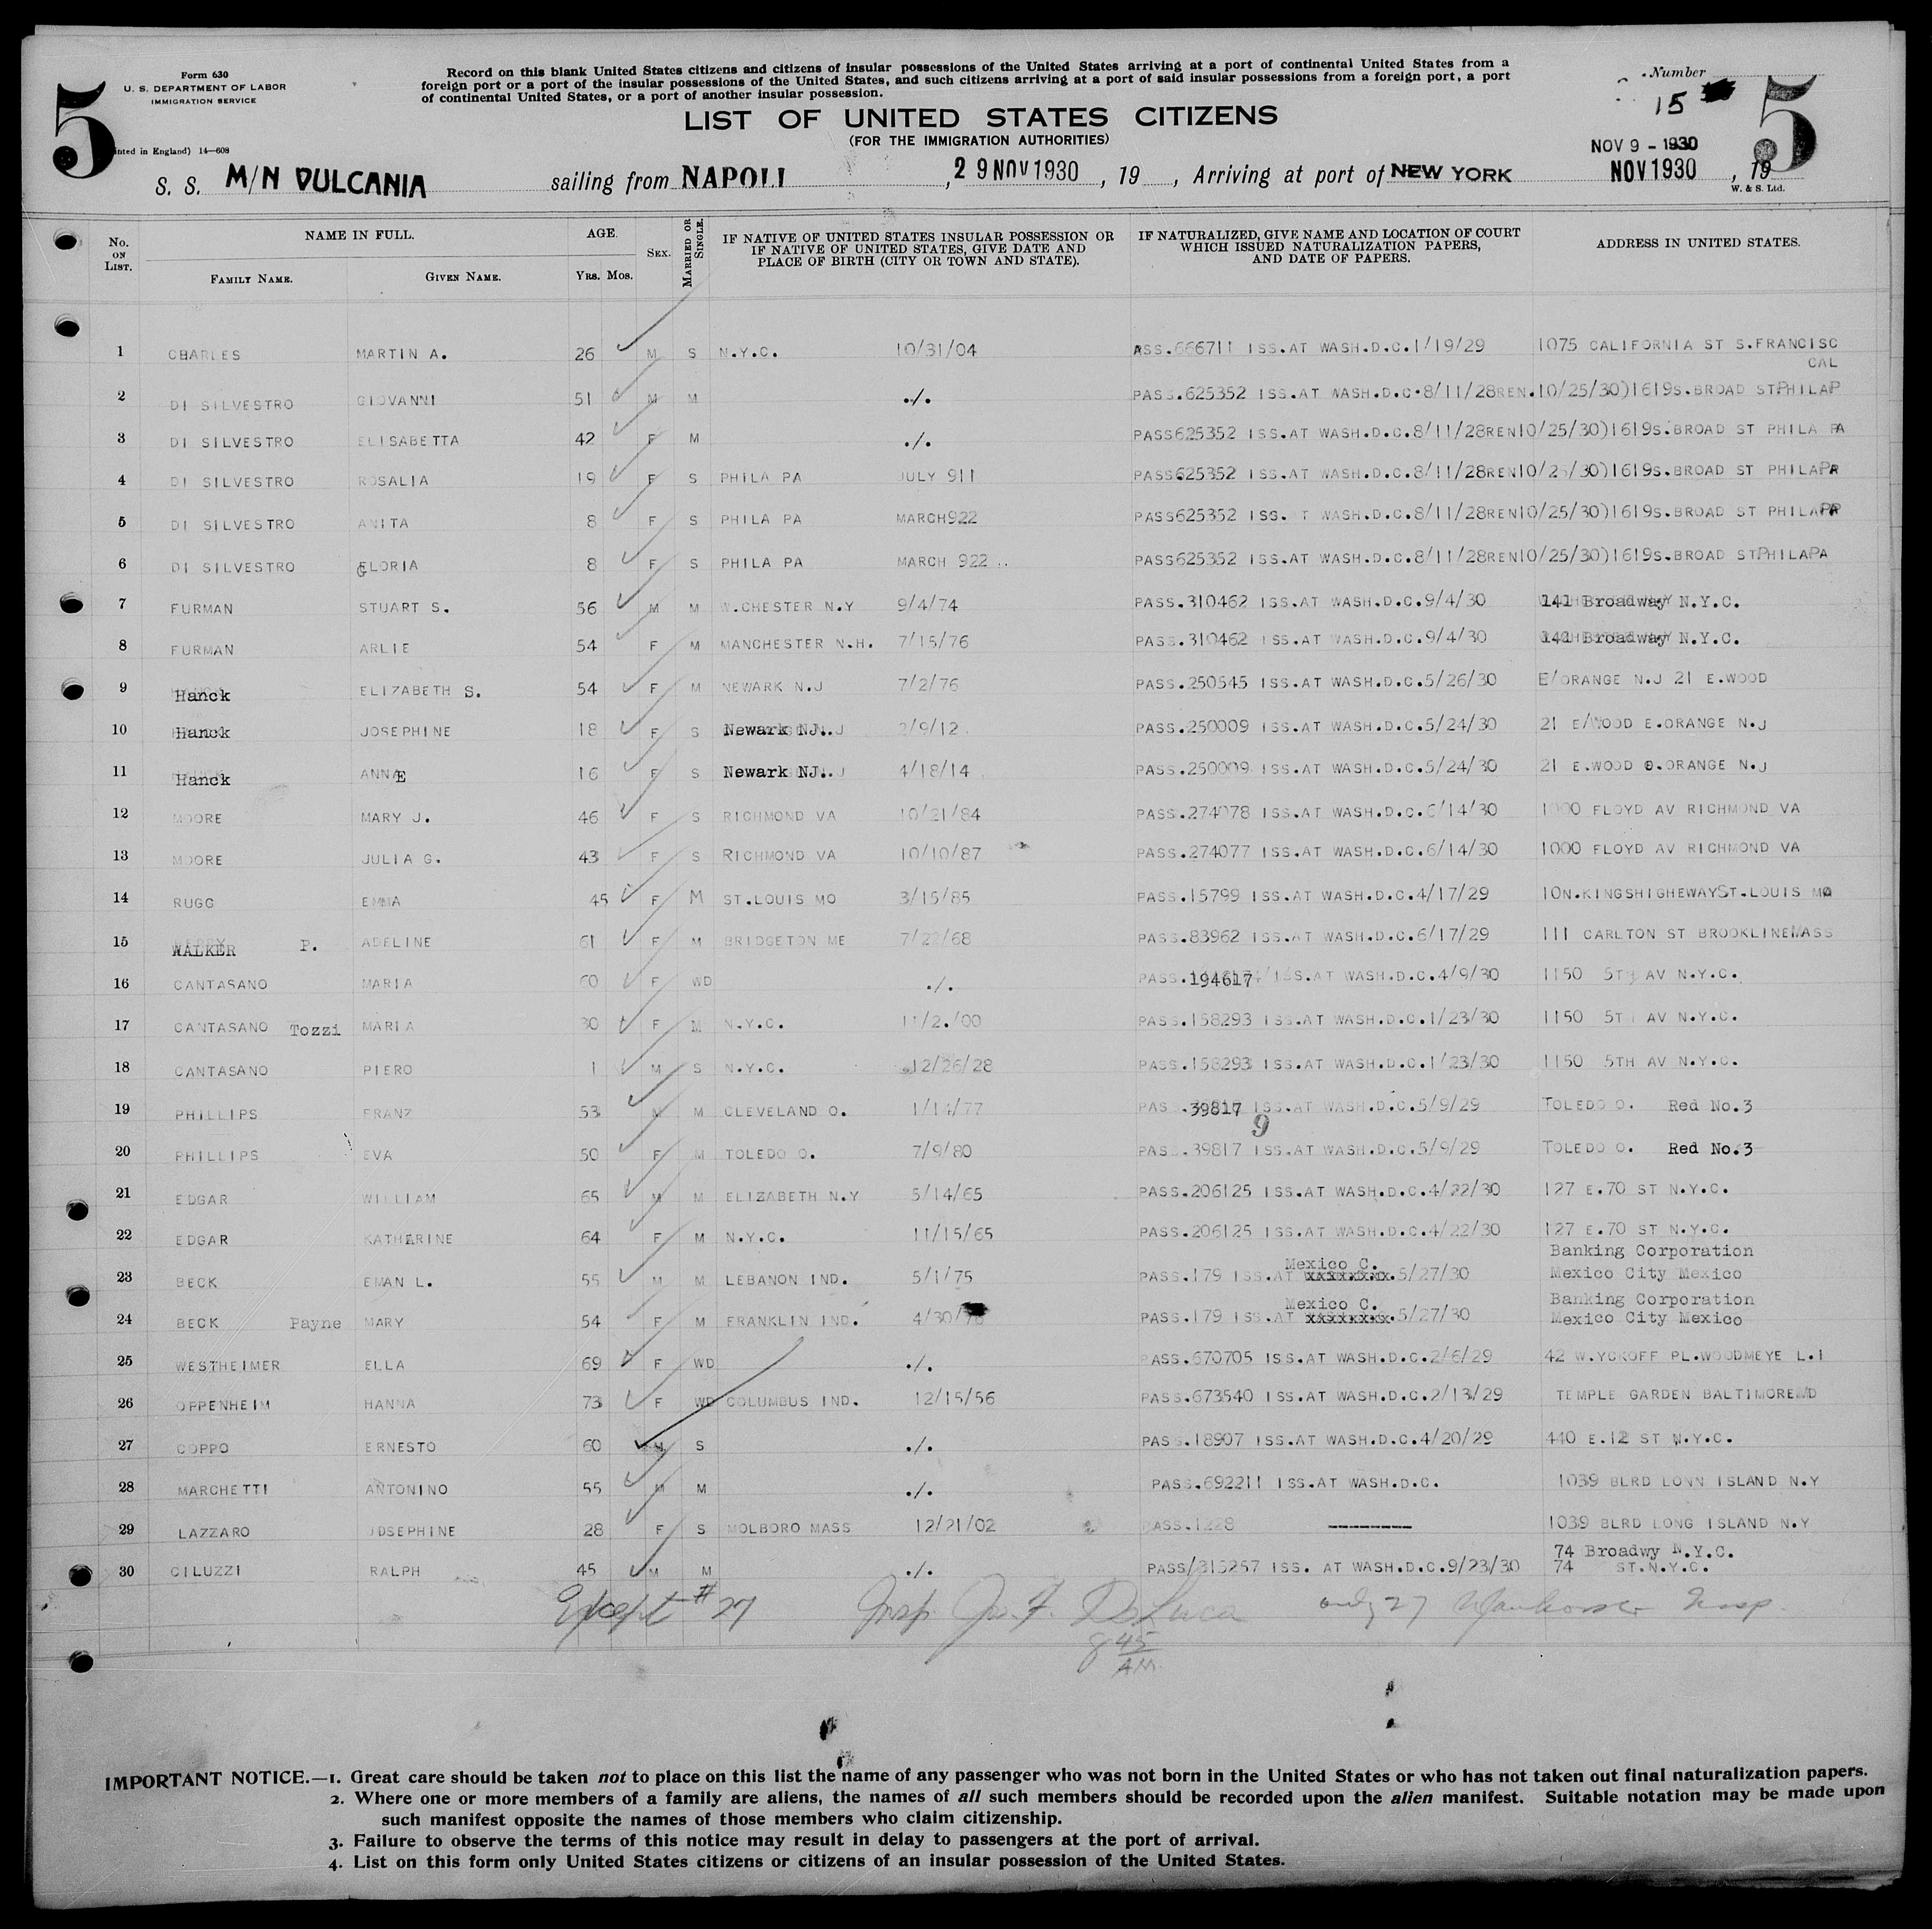 5
Form 630
U. S. DEPARTMENT OF LABOR
IMMIGRATION SERVICE
Record on this blank United States citizens and citizens of insular possessions of the United States arriving at a port of continental United States from a
foreign port or a port of the insular possessions of the United States, and such citizens arriving at a port of said insular possessions from a foreign port, a port
of continental United States, or a port of another insular possession.
LIST OF UNITED STATES CITIZENS
(FOR THE IMMIGRATION AUTHORITIES)
Number
15
5
NOV 9 - 1930
inted in England) 14—608
S. S. M/N VULCANIA sailing from NAPOLI , 29 NOV 1930 , 19 , Arriving at port of NEW YORK NOV 1930 , 19
W. & S. Ltd.
No. ON LIST. NAME IN FULL. FAMILY NAME. GIVEN NAME. AGE. YRS. MOS. SEX. MARRIED OR SINGLE. IF NATIVE OF UNITED STATES INSULAR POSSESSION OR IF NATIVE OF UNITED STATES, GIVE DATE AND PLACE OF BIRTH (CITY OR TOWN AND STATE). IF NATURALIZED, GIVE NAME AND LOCATION OF COURT WHICH ISSUED NATURALIZATION PAPERS, AND DATE OF PAPERS. ADDRESS IN UNITED STATES.
1 CHARLES MARTIN A. 26 M S N.Y.C. 10/31/04 ASS.666711 ISS.AT WASH.D.C.1/19/29 1075 CALIFORNIA ST S.FRANCISC
CAL
2 DI SILVESTRO GIOVANNI 51 M M ./. PASS.625352 ISS.AT WASH.D.C.8/11/28REN.10/25/30)1619S.BROAD STPHILAP
3 DI SILVESTRO ELISABETTA 42 F M ./. PASS625352 ISS.AT WASH.D.C.8/11/28REN10/25/30)1619S.BROAD ST PHILA PA
4 DI SILVESTRO ROSALIA 19 F S PHILA PA JULY 911 PASS625352 ISS.AT WASH.D.C.8/11/28REN10/25/30)1619S.BROAD ST PHILAPA
5 DI SILVESTRO ANITA 8 F S PHILA PA MARCH922 PASS625352 ISS. T WASH.D.C.8/11/28REN10/25/30)1619S.BROAD ST PHILAPA
6 DI SILVESTRO GLORIA 8 F S PHILA PA MARCH 922 .. PASS625352 ISS.AT WASH.D.C.8/11/28REN10/25/30)1619S.BROAD STPHILAPA
7 FURMAN STUART S. 56 M M W.CHESTER N.Y 9/4/74 PASS.310462 ISS.AT WASH.D.C.9/4/30 141 Broadway N.Y.C.
8 FURMAN ARLIE 54 F M MANCHESTER N.H. 7/15/76 PASS.310462 ISS.AT WASH.D.C.9/4/30 141 Broadway N.Y.C.
9 Hanck ELIZABETH S. 54 F M NEWARK N.J 7/2/76 PASS.250545 ISS.AT WASH.D.C.5/26/30 E/ORANGE N.J 21 E.WOOD
10 Hanck JOSEPHINE 18 F S Newark NJ.. 2/9/12. PASS.250009 ISS.AT WASH.D.C.5/24/30 21 E/WOOD E.ORANGE N.J
11 Hanck ANNE 16 F S Newark NJ.. 4/18/14 PASS.250009 ISS.AT WASH.D.C.5/24/30 21 E.WOOD O.ORANGE N.J
12 MOORE MARY J. 46 F S RICHMOND VA 10/21/84 PASS.274078 ISS.AT WASH.D.C.6/14/30 1000 FLOYD AV RICHMOND VA
13 MOORE JULIA G. 43 F S RICHMOND VA 10/10/87 PASS.274077 ISS.AT WASH.D.C.6/14/30 1000 FLOYD AV RICHMOND VA
14 RUGG EMMA 45 F M ST.LOUIS MO 3/15/85 PASS.15799 ISS.AT WASH.D.C.4/17/29 10N.KINGSHIGHEWAYST.LOUIS MO
15 WALKER P. ADELINE 61 F M BRIDGETON ME 7/22/68 PASS.83962 ISS.AT WASH.D.C.6/17/29 111 CARLTON ST BROOKLINEMASS
16 CANTASANO MARIA 60 F WD ./. PASS.194617 ISS.AT WASH.D.C.4/9/30 1150 5TH AV N.Y.C.
17 CANTASANO Tozzi MARIA 30 F M N.Y.C. 11/2./00 PASS.158293 ISS.AT WASH.D.C.1/23/30 1150 5T AV N.Y.C.
18 CANTASANO PIERO 1 M S N.Y.C. 12/26/28 PASS.158293 ISS.AT WASH.D.C.1/23/30 1150 5TH AV N.Y.C.
19 PHILLIPS FRANZ 53 M M CLEVELAND O. 1/14/77 PASS.39817 ISS.AT WASH.D.C.5/9/29 TOLEDO O. Red No.3
9
20 PHILLIPS EVA 50 F M TOLEDO O. 7/9/80 PASS.39817 ISS.AT WASH.D.C.5/9/29 TOLEDO O. Red No.3
21 EDGAR WILLIAM 65 M M ELIZABETH N.Y 5/14/65 PASS.206125 ISS.AT WASH.D.C.4/22/30 127 E.70 ST N.Y.C.
22 EDGAR KATHERINE 64 F M N.Y.C. 11/15/65 PASS.206125 ISS.AT WASH.D.C.4/22/30 127 E.70 ST N.Y.C.
Mexico C. Banking Corporation
23 BECK EMAN L. 55 M M LEBANON IND. 5/1/75 PASS.179 ISS.AT xxxxxxxx.5/27/30 Mexico City Mexico
Mexico C. Banking Corporation
24 BECK Payne MARY 54 F M FRANKLIN IND. 4/30/76 PASS.179 ISS.AT xxxxxxxx.5/27/30 Mexico City Mexico
25 WESTHEIMER ELLA 69 F WD ./. PASS.670705 ISS.AT WASH.D.C.2/6/29 42 W.YCKOFF PL.WOODMEYE L.I
26 OPPENHEIM HANNA 73 F WD COLUMBUS IND. 12/15/56 PASS.673540 ISS.AT WASH.D.C.2/13/29 TEMPLE GARDEN BALTIMOREMD
27 COPPO ERNESTO 60 M S ./. PASS.18907 ISS.AT WASH.D.C.4/20/29 440 E.12 ST N.Y.C.
28 MARCHETTI ANTONINO 55 M M ./. PASS.692211 ISS.AT WASH.D.C. 1039 BLRD LONN ISLAND N.Y
29 LAZZARO JOSEPHINE 28 F S MOLBORO MASS 12/21/02 PASS.1228 ---------- 1039 BLRD LONG ISLAND N.Y
74 Broadwy N.Y.C.
30 CILUZZI RALPH 45 M M ./. PASS/315257 ISS. AT WASH.D.C.9/23/30 74 ST.N.Y.C.
Except #27 Insp. Jos. F. DeLuca only 27 Insp.
8 45 AM.
IMPORTANT NOTICE.—1. Great care should be taken not to place on this list the name of any passenger who was not born in the United States or who has not taken out final naturalization papers.
2. Where one or more members of a family are aliens, the names of all such members should be recorded upon the alien manifest. Suitable notation may be made upon
such manifest opposite the names of those members who claim citizenship.
3. Failure to observe the terms of this notice may result in delay to passengers at the port of arrival.
4. List on this form only United States citizens or citizens of an insular possession of the United States.